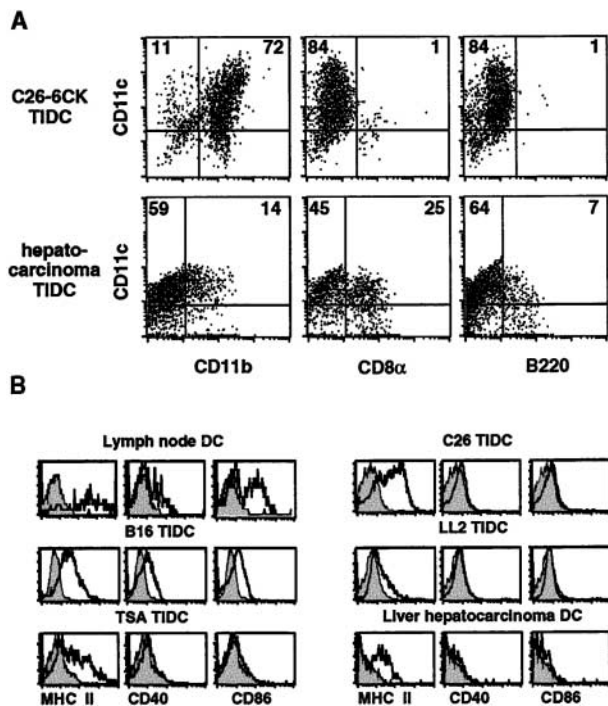 A
C26-6CK
TIDC
CD11c
11 72
84 1
84 1
hepato-
carcinoma
TIDC
CD11c
59 14
45 25
64 7
CD11b
CD8α
B220
B
Lymph node DC
C26 TIDC
B16 TIDC
LL2 TIDC
TSA TIDC
Liver hepatocarcinoma DC
MHC II
CD40
CD86
MHC II
CD40
CD86